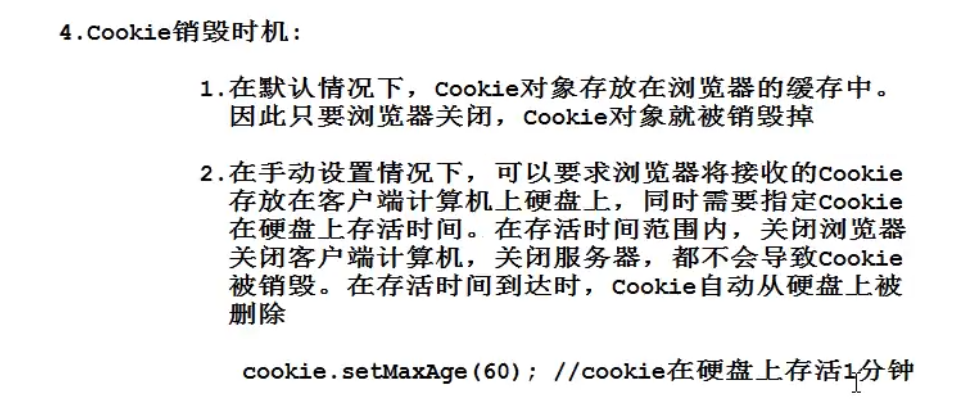 4.Cookie销毁时机:
1.在默认情况下，Cookie对象存放在浏览器的缓存中。
因此只要浏览器关闭，Cookie对象就被销毁掉
2.在手动设置情况下，可以要求浏览器将接收的Cookie
存放在客户端计算机上硬盘上，同时需要指定Cookie
在硬盘上存活时间。在存活时间范围内，关闭浏览器
关闭客户端计算机，关闭服务器，都不会导致Cookie
被销毁。在存活时间到达时，Cookie自动从硬盘上被
删除
cookie.setMaxAge(60); //cookie在硬盘上存活1分钟